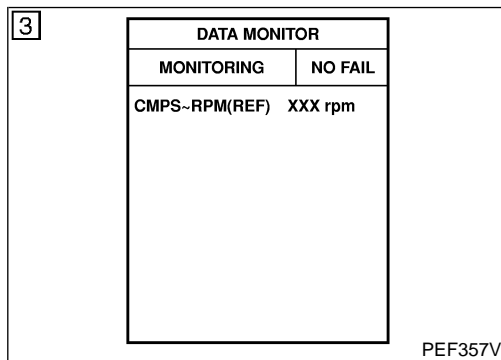 3
DATA MONITOR
MONITORING NO FAIL
CMPS~RPM(REF) XXX rpm
PEF357V